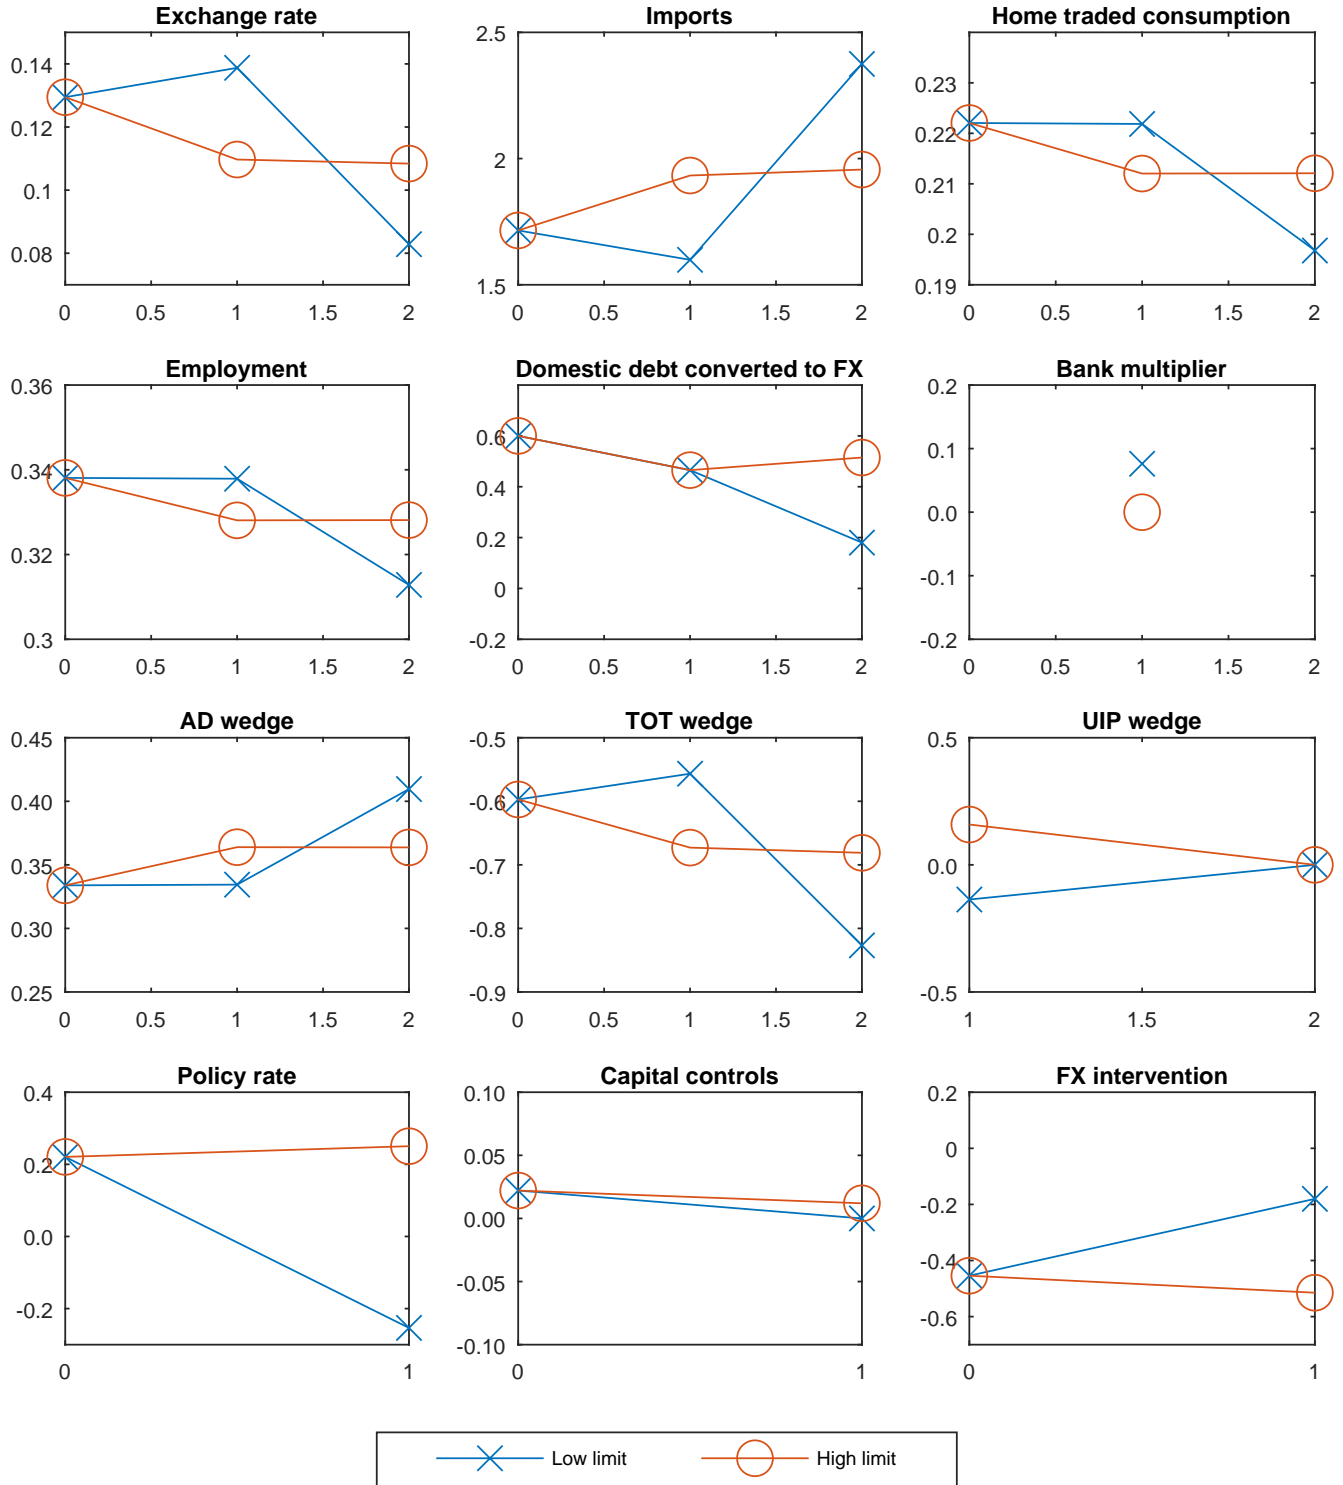 Exchange rate
0.14
0.12
0.1
0.08
0 0.5 1 1.5 2
Imports
2.5
2
1.5
0 0.5 1 1.5 2
Home traded consumption
0.23
0.22
0.21
0.2
0.19
0 0.5 1 1.5 2
Employment
0.36
0.34
0.32
0.3
0 0.5 1 1.5 2
Domestic debt converted to FX
0.6
0.4
0.2
0
-0.2
0 0.5 1 1.5 2
Bank multiplier
0.2
0.1
0.0
-0.1
-0.2
0 0.5 1 1.5 2
AD wedge
0.45
0.40
0.35
0.30
0.25
0 0.5 1 1.5 2
TOT wedge
-0.5
-0.6
-0.7
-0.8
-0.9
0 0.5 1 1.5 2
UIP wedge
0.5
0.0
-0.5
1 1.5 2
Policy rate
0.4
0.2
0.0
-0.2
0 1
Capital controls
0.10
0.05
0.00
-0.05
-0.10
0 1
FX intervention
0.2
0
-0.2
-0.4
-0.6
0 1
Low limit High limit